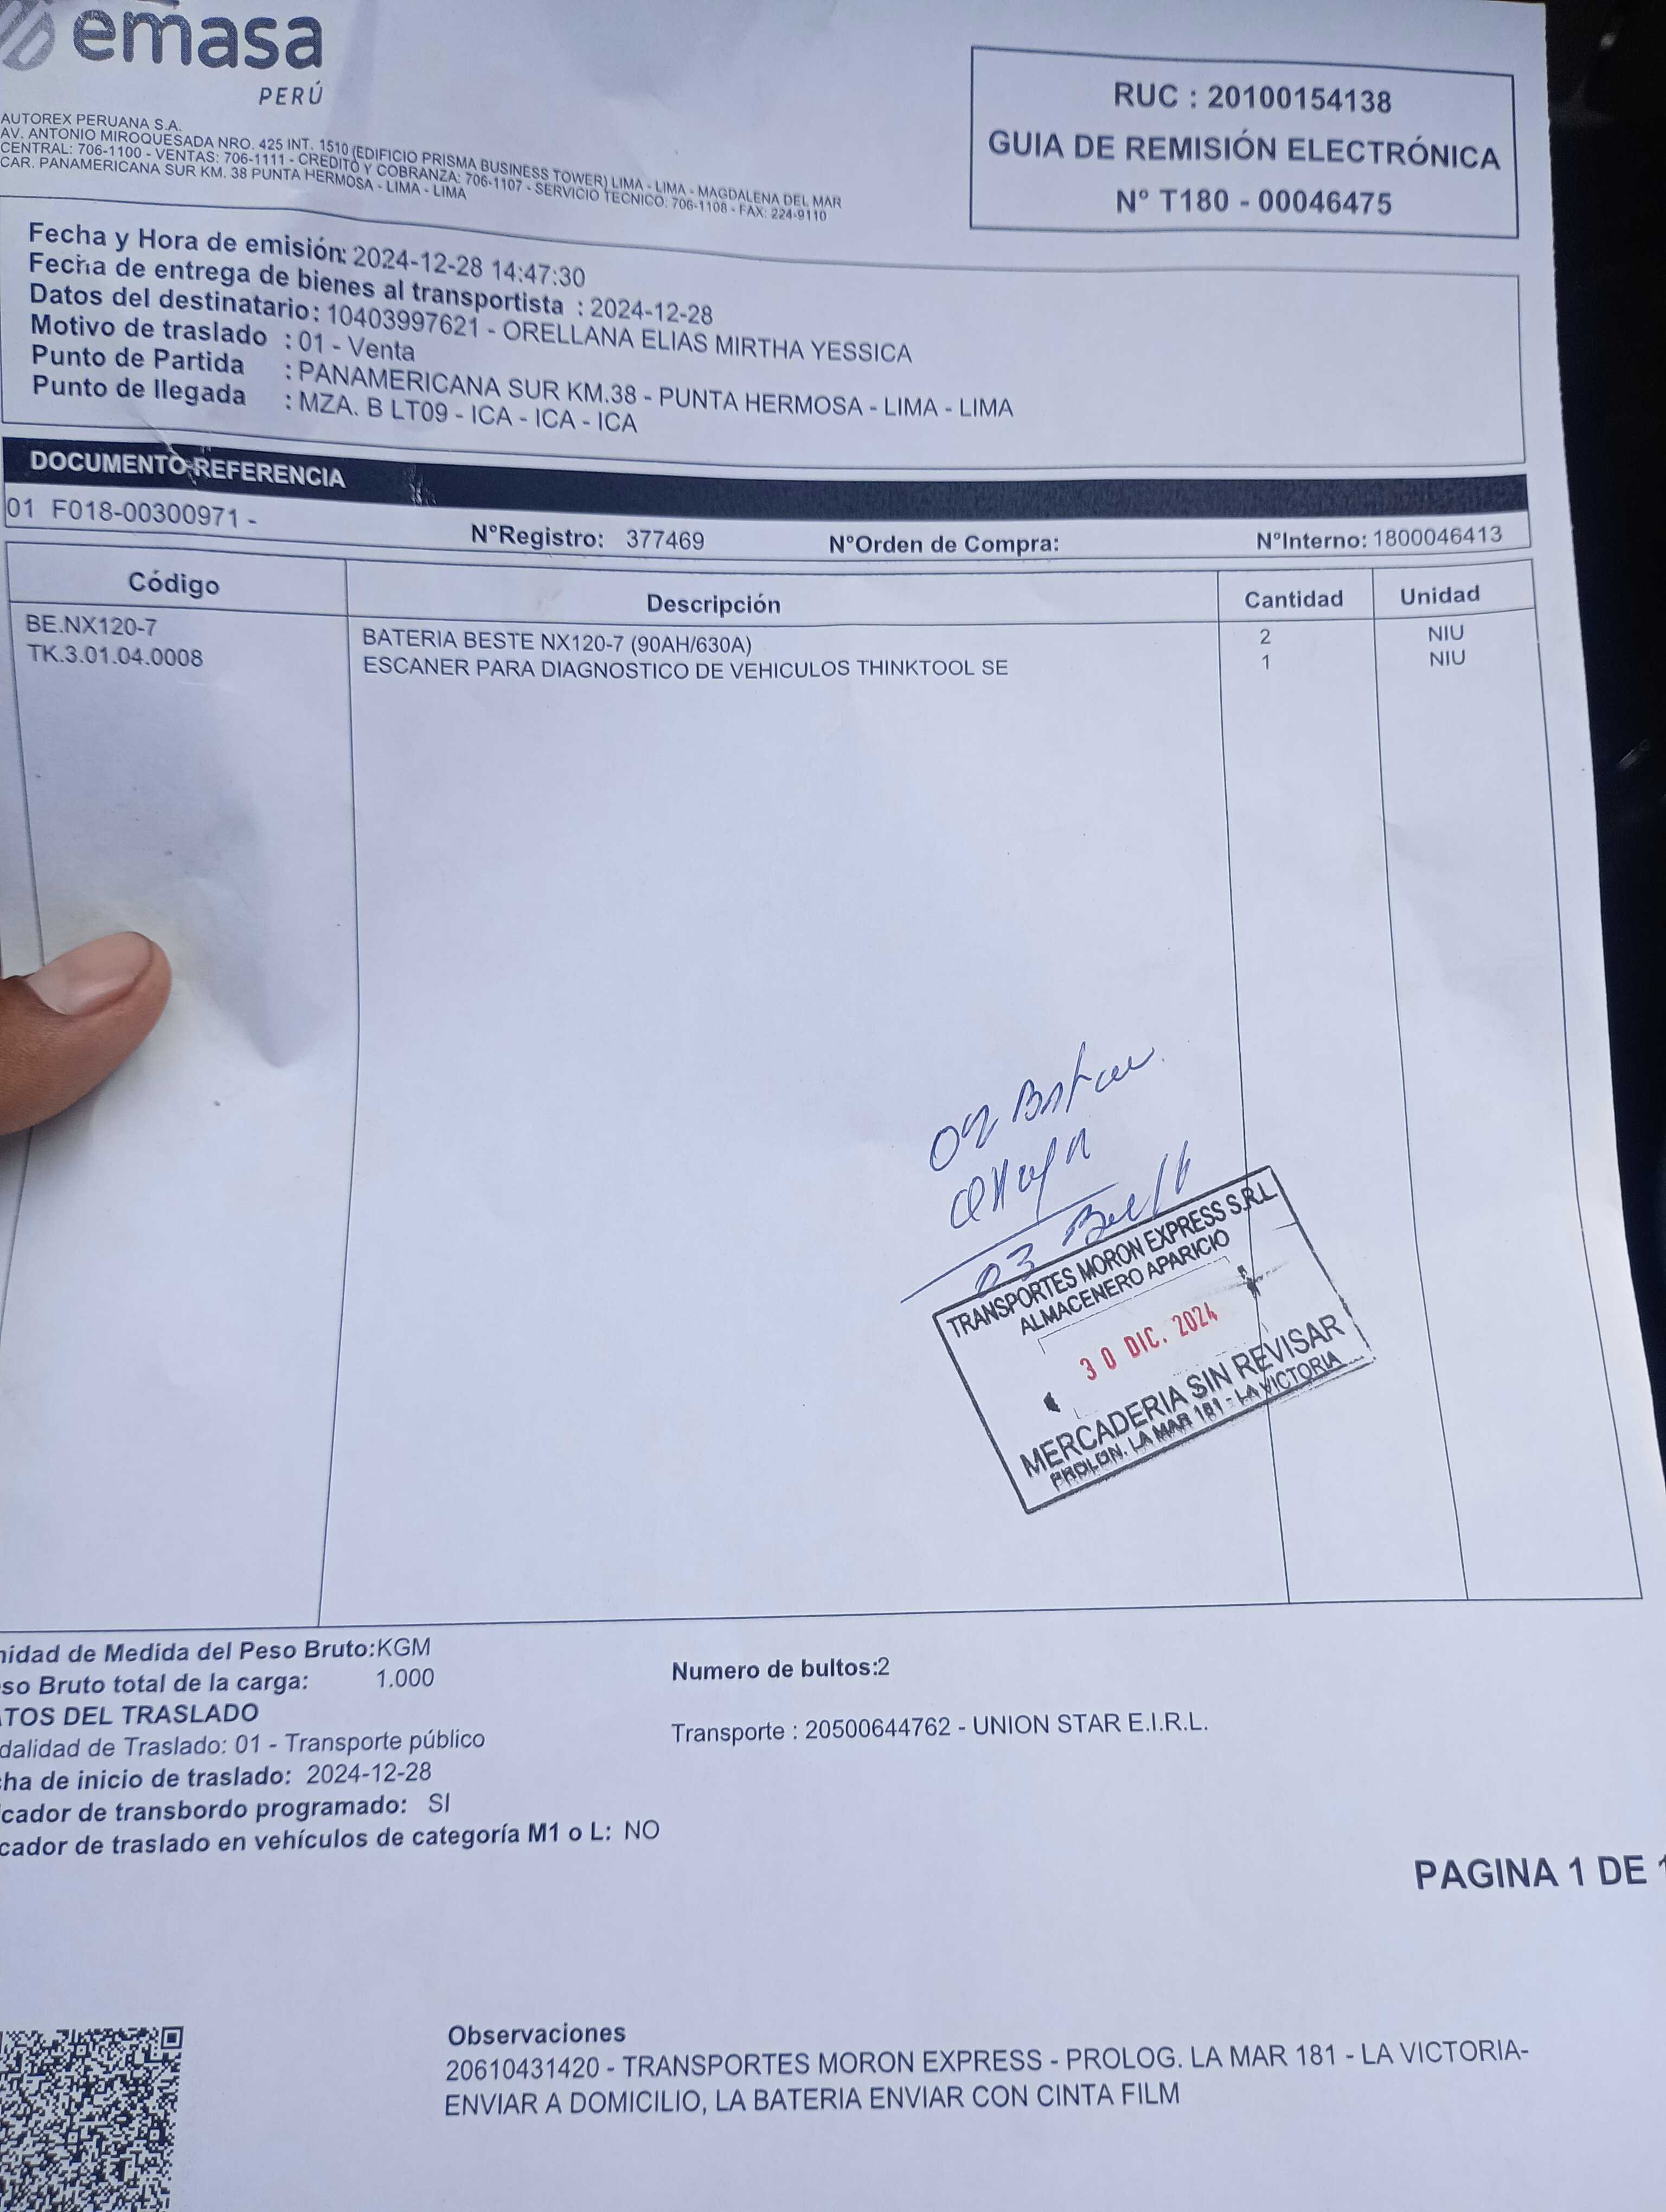 emasa
PERÚ
AUTOREX PERUANA S.A.
AV. ANTONIO MIROQUESADA NRO. 425 INT. 1510 (EDIFICIO PRISMA BUSINESS TOWER) LIMA - LIMA - MAGDALENA DEL MAR
CENTRAL: 706-1100 - VENTAS: 706-1111 - CREDITO Y COBRANZA: 706-1107 - SERVICIO TECNICO: 706-1108 - FAX: 224-9110
CAR. PANAMERICANA SUR KM. 38 PUNTA HERMOSA - LIMA - LIMA
RUC : 20100154138
GUIA DE REMISIÓN ELECTRÓNICA
N° T180 - 00046475
Fecha y Hora de emisión: 2024-12-28 14:47:30
Fecha de entrega de bienes al transportista : 2024-12-28
Datos del destinatario: 10403997621 - ORELLANA ELIAS MIRTHA YESSICA
Motivo de traslado : 01 - Venta
Punto de Partida : PANAMERICANA SUR KM.38 - PUNTA HERMOSA - LIMA - LIMA
Punto de llegada : MZA. B LT09 - ICA - ICA - ICA
DOCUMENTO REFERENCIA
01 F018-00300971 - N°Registro: 377469 N°Orden de Compra: N°Interno: 1800046413
Código Descripción Cantidad Unidad
BE.NX120-7 BATERIA BESTE NX120-7 (90AH/630A) 2 NIU
TK.3.01.04.0008 ESCANER PARA DIAGNOSTICO DE VEHICULOS THINKTOOL SE 1 NIU
03
TRANSPORTES MORON EXPRESS S.R.L
ALMACENERO APARICIO
30 DIC. 2024
MERCADERIA SIN REVISAR
PROLON. LA MAR 181 - LA VICTORIA
nidad de Medida del Peso Bruto:KGM
so Bruto total de la carga: 1.000
Numero de bultos:2
TOS DEL TRASLADO
dalidad de Traslado: 01 - Transporte público
Transporte : 20500644762 - UNION STAR E.I.R.L.
ha de inicio de traslado: 2024-12-28
cador de transbordo programado: SI
cador de traslado en vehículos de categoría M1 o L: NO
PAGINA 1 DE 1
Observaciones
20610431420 - TRANSPORTES MORON EXPRESS - PROLOG. LA MAR 181 - LA VICTORIA-
ENVIAR A DOMICILIO, LA BATERIA ENVIAR CON CINTA FILM